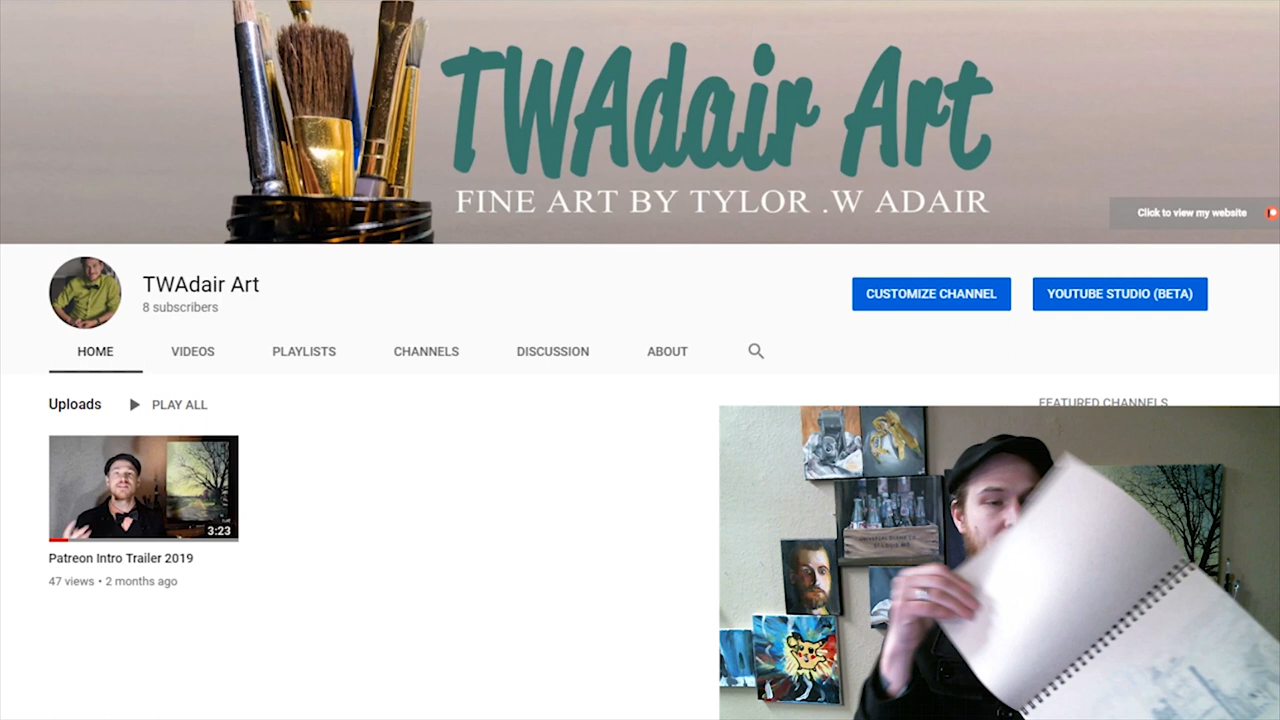 TWAdair Art
FINE ART BY TYLOR .W ADAIR
Click to view my website
TWAdair Art
8 subscribers
CUSTOMIZE CHANNEL
YOUTUBE STUDIO (BETA)
HOME
VIDEOS
PLAYLISTS
CHANNELS
DISCUSSION
ABOUT
Uploads
PLAY ALL
FEATURED CHANNELS
3:23
Patreon Intro Trailer 2019
47 views • 2 months ago